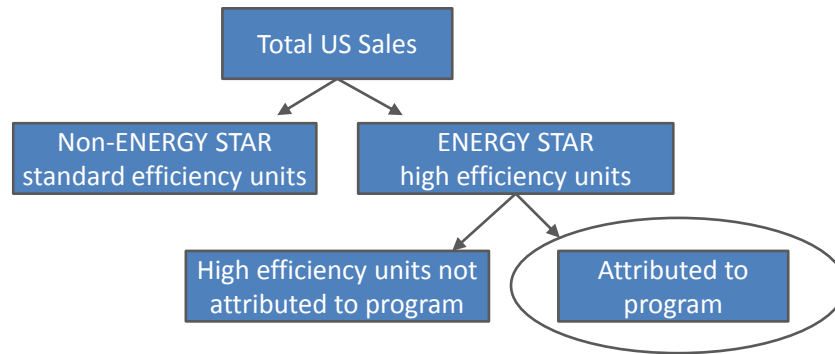 Total US Sales
Non-ENERGY STAR
standard efficiency units
ENERGY STAR
high efficiency units
High efficiency units not
attributed to program
Attributed to
program